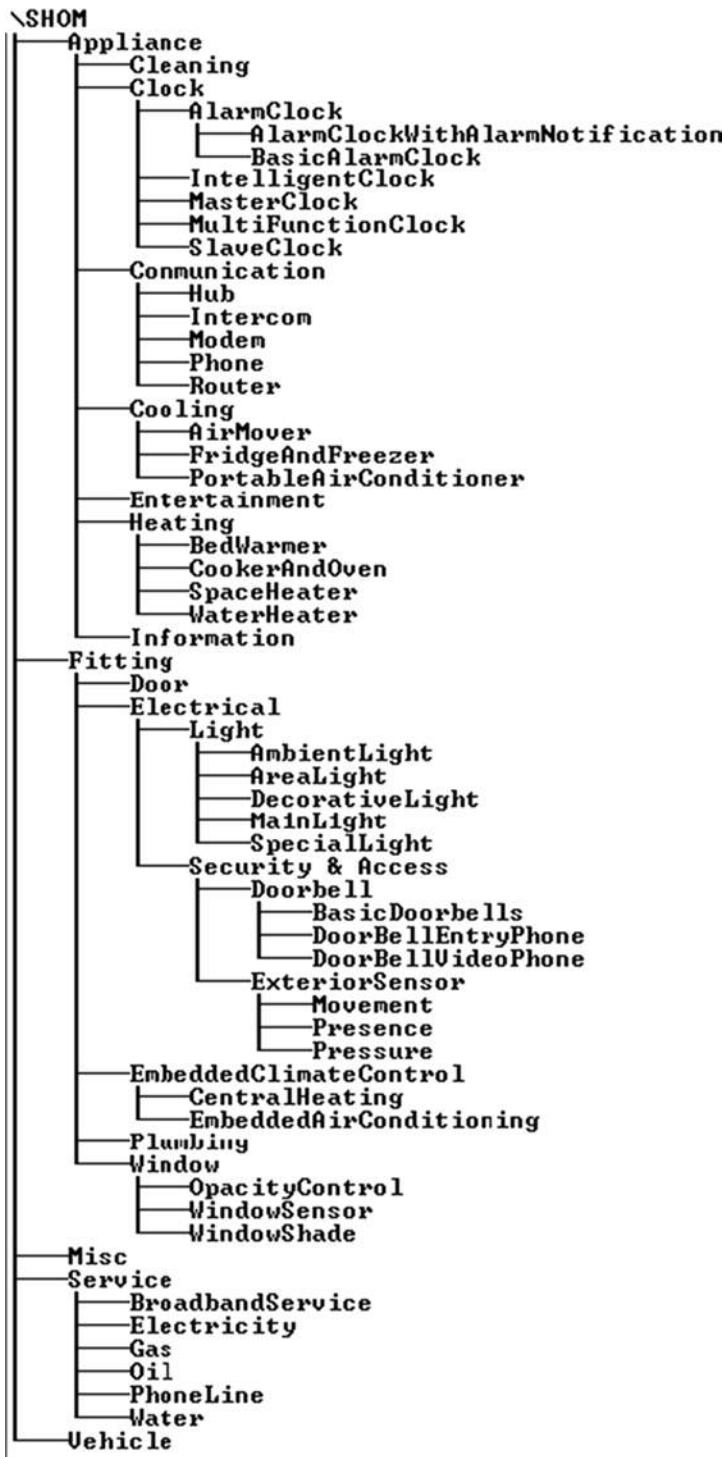 \SHOM
Appliance
Cleaning
Clock
AlarmClock
AlarmClockWithAlarmNotification
BasicAlarmClock
IntelligentClock
MasterClock
MultiFunctionClock
SlaveClock
Conmunication
Hub
Intercom
Modem
Phone
Router
Cooling
AirMover
FridgeAndFreezer
PortableAirConditioner
Entertainment
Heating
BedWarmer
CookerAndOven
SpaceHeater
WaterHeater
Information
Fitting
Door
Electrical
Light
AmbientLight
AreaLight
DecorativeLight
MainLight
SpecialLight
Security & Access
Doorbell
BasicDoorbells
DoorBellEntryPhone
DoorBellVideoPhone
ExteriorSensor
Movement
Presence
Pressure
EmbeddedClimateControl
CentralHeating
EmbeddedAirConditioning
Plumbing
Window
OpacityControl
WindowSensor
WindowShade
Misc
Service
BroadbandService
Electricity
Gas
Oil
PhoneLine
Water
Vehicle